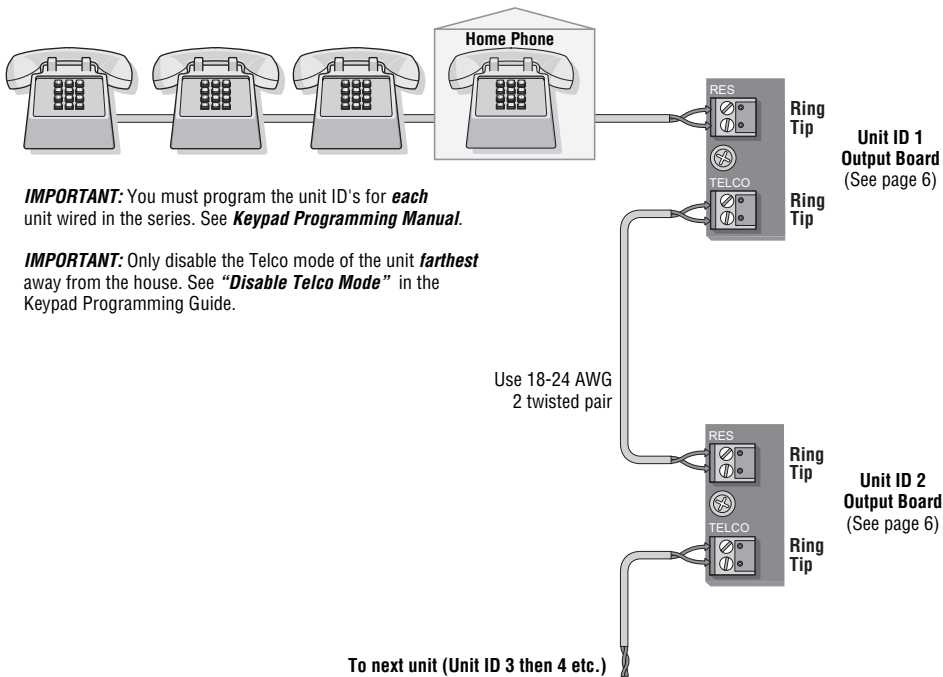 Home Phone
RES
Ring
Tip
Unit ID 1
Output Board
(See page 6)
TELCO
Ring
Tip
IMPORTANT: You must program the unit ID's for each
unit wired in the series. See Keypad Programming Manual.
IMPORTANT: Only disable the Telco mode of the unit farthest
away from the house. See “Disable Telco Mode” in the
Keypad Programming Guide.
Use 18-24 AWG
2 twisted pair
RES
Ring
Tip
Unit ID 2
Output Board
(See page 6)
TELCO
Ring
Tip
To next unit (Unit ID 3 then 4 etc.)